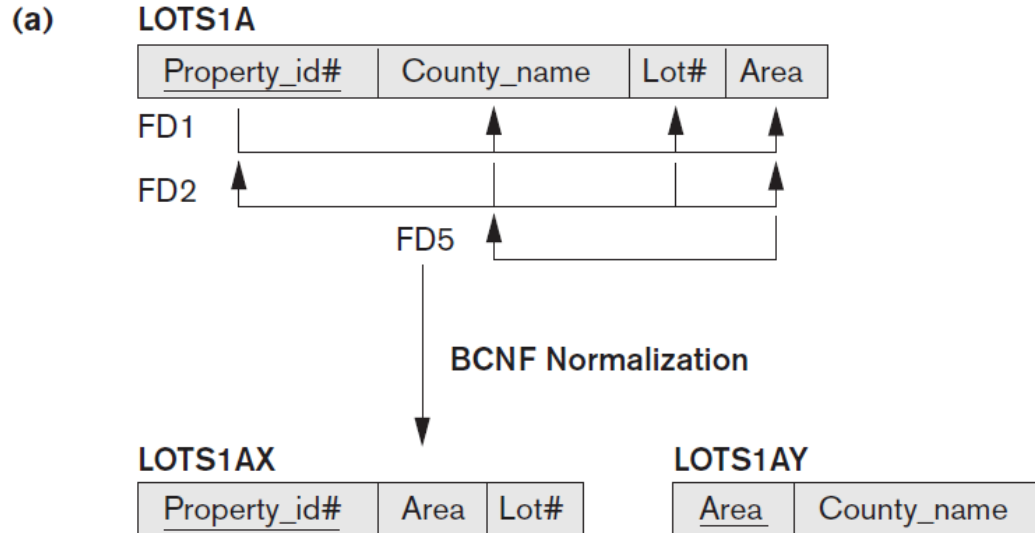 (a) LOTS1A
Property_id# County_name Lot# Area
FD1
FD2
FD5
BCNF Normalization
LOTS1AX LOTS1AY
Property_id# Area Lot# Area County_name